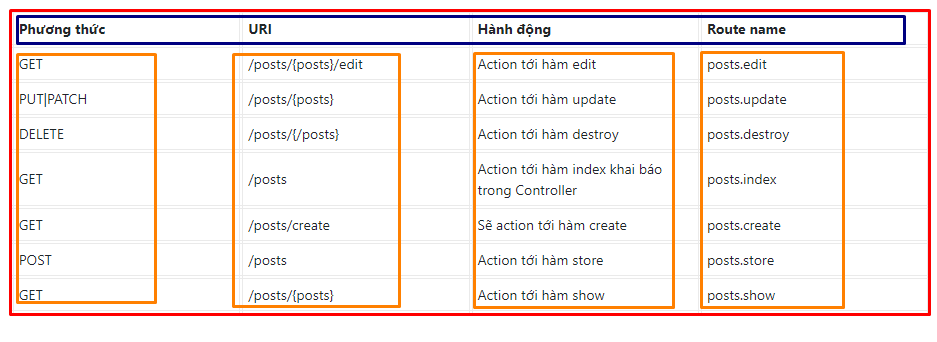 Phương thức URI Hành động Route name
GET /posts/{posts}/edit Action tới hàm edit posts.edit
PUT|PATCH /posts/{posts} Action tới hàm update posts.update
DELETE /posts/{/posts} Action tới hàm destroy posts.destroy
GET /posts Action tới hàm index khai báo posts.index
trong Controller
GET /posts/create Sẽ action tới hàm create posts.create
POST /posts Action tới hàm store posts.store
GET /posts/{posts} Action tới hàm show posts.show